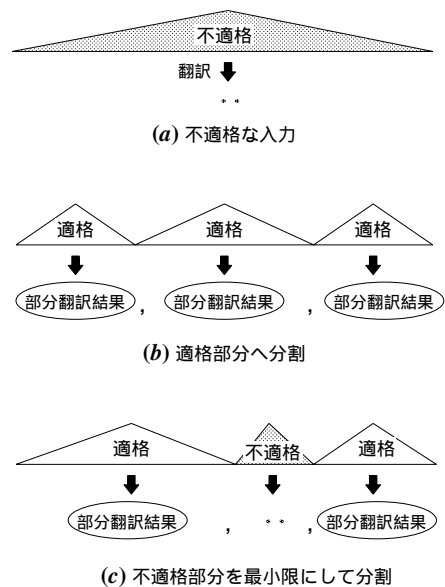 不適格
翻訳
(a) 不適格な入力
適格 適格 適格
部分翻訳結果 , 部分翻訳結果 , 部分翻訳結果
(b) 適格部分へ分割
適格 不適格 適格
部分翻訳結果 , , 部分翻訳結果
(c) 不適格部分を最小限にして分割